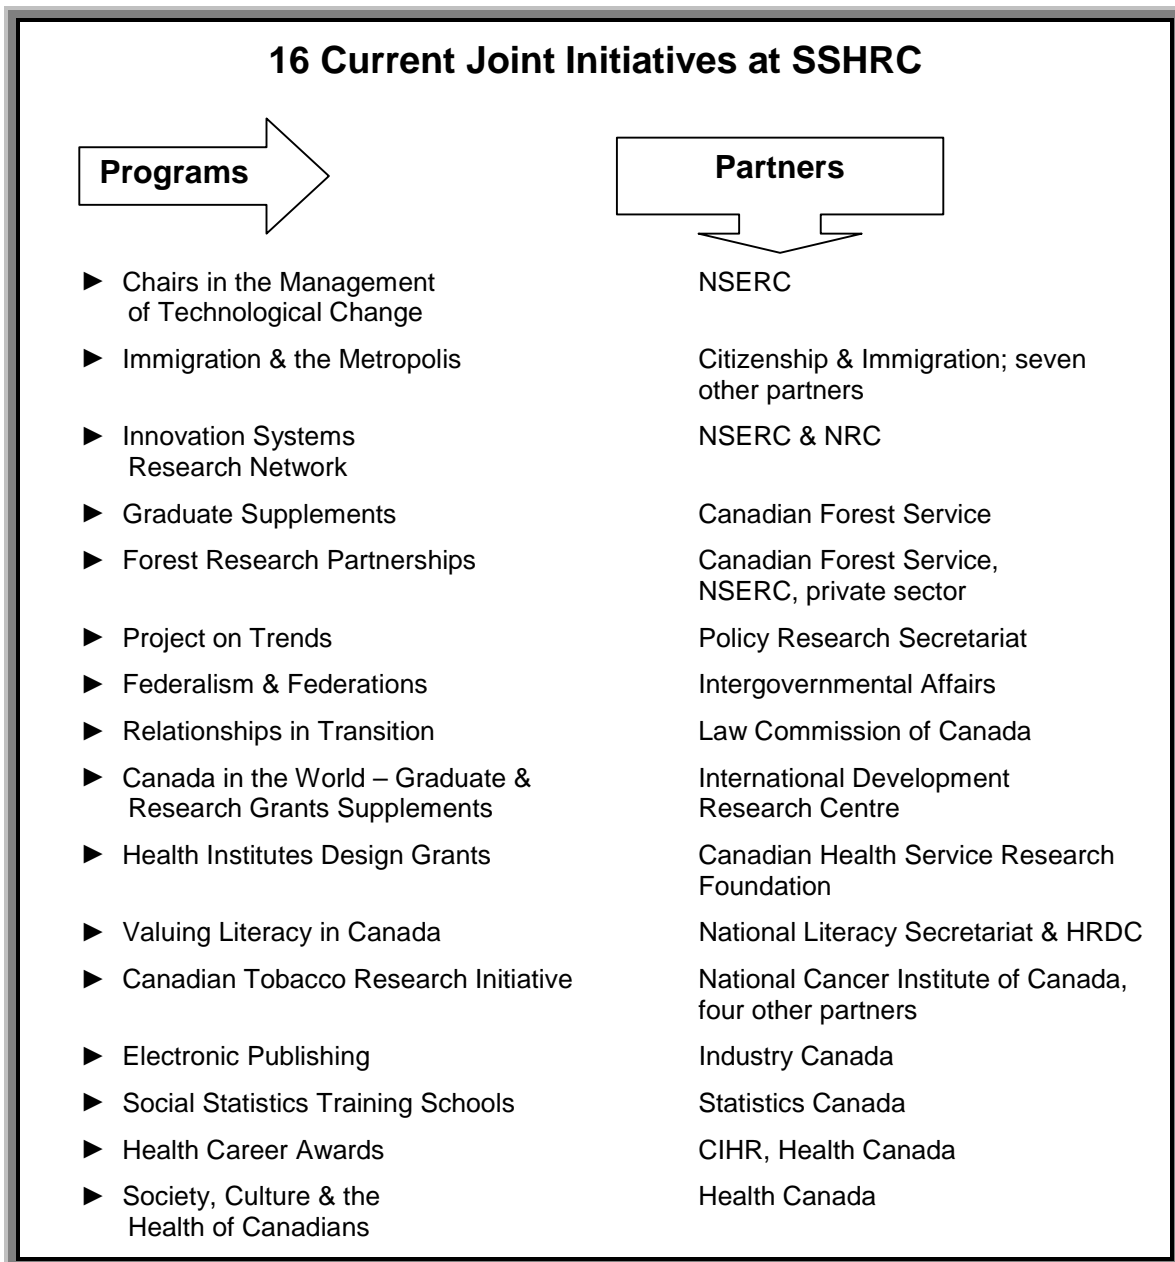 16 Current Joint Initiatives at SSHRC
Programs
Partners
► Chairs in the Management
of Technological Change
NSERC
► Immigration & the Metropolis
Citizenship & Immigration; seven
other partners
► Innovation Systems
Research Network
NSERC & NRC
► Graduate Supplements
Canadian Forest Service
► Forest Research Partnerships
Canadian Forest Service,
NSERC, private sector
► Project on Trends
Policy Research Secretariat
► Federalism & Federations
Intergovernmental Affairs
► Relationships in Transition
Law Commission of Canada
► Canada in the World – Graduate &
Research Grants Supplements
International Development
Research Centre
► Health Institutes Design Grants
Canadian Health Service Research
Foundation
► Valuing Literacy in Canada
National Literacy Secretariat & HRDC
► Canadian Tobacco Research Initiative
National Cancer Institute of Canada,
four other partners
► Electronic Publishing
Industry Canada
► Social Statistics Training Schools
Statistics Canada
► Health Career Awards
CIHR, Health Canada
► Society, Culture & the
Health of Canadians
Health Canada